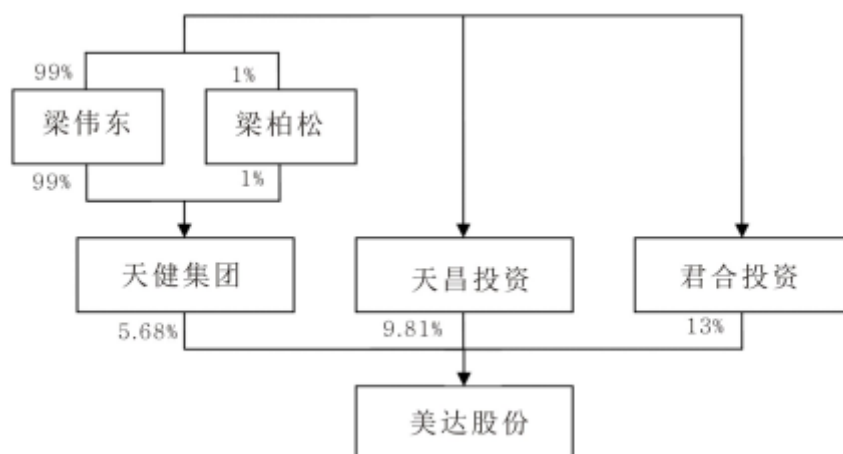 99%
1%
梁伟东
梁柏松
99%
1%
天健集团
天昌投资
君合投资
5.68%
9.81%
13%
美达股份